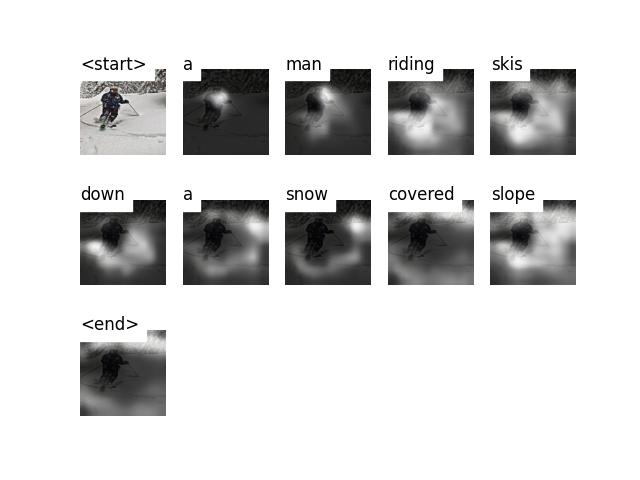 <start> a man riding skis
down a snow covered slope
<end>